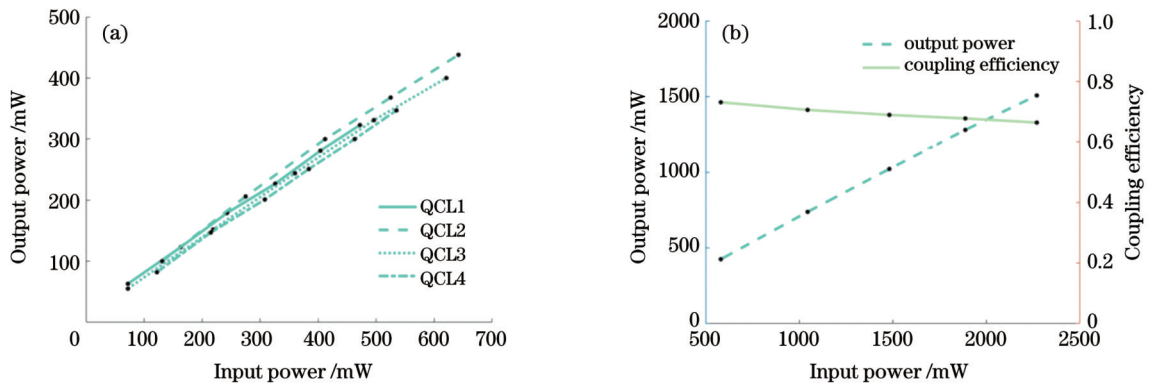 (a)
Output power /mW
500
400
300
200
100
0
100
200
300
400
500
600
700
Input power /mW
QCL1
QCL2
QCL3
QCL4
(b)
Output power /mW
2000
1500
1000
500
0
500
1000
1500
2000
2500
Input power /mW
output power
coupling efficiency
1.0
0.8
0.6
0.4
0.2
0
Coupling efficiency